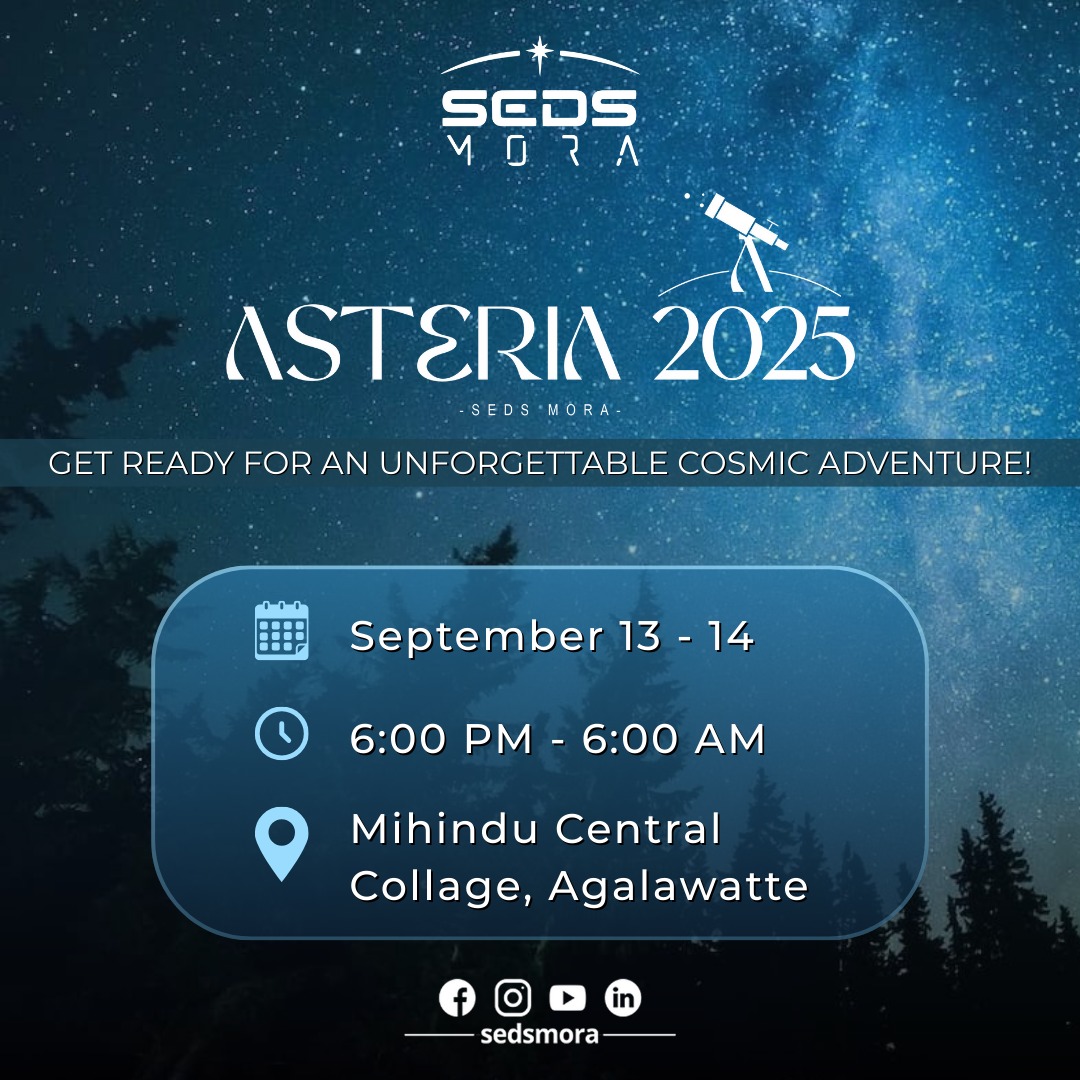 SEDS
MORA
ASTERIA 2025
-SEDS MORA-
GET READY FOR AN UNFORGETTABLE COSMIC ADVENTURE!
September 13 - 14
6:00 PM - 6:00 AM
Mihindu Central
Collage, Agalawatte
in
sedsmora